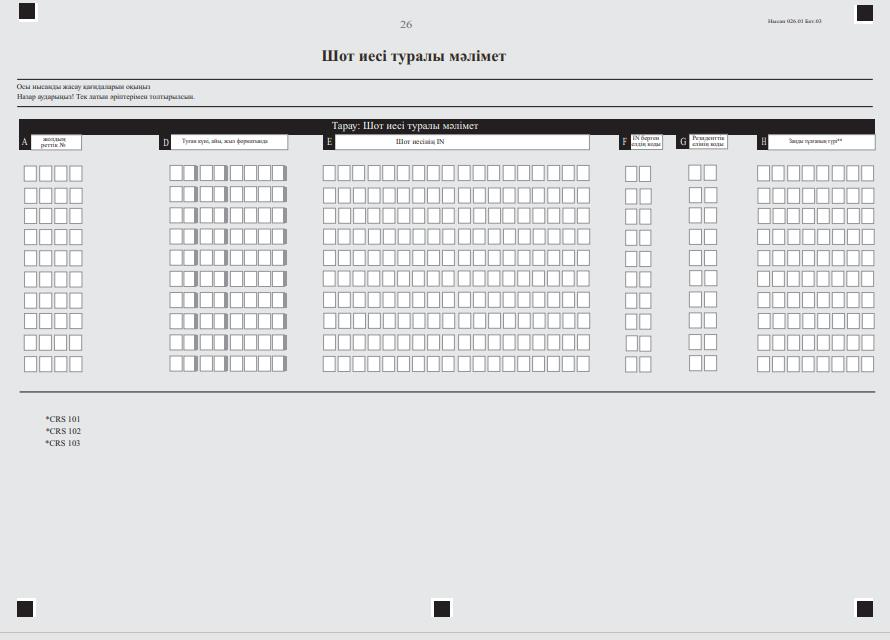 26
Нысан 026.01 Бет.03
Шот иесі туралы мәлімет
Осы нысанды жасау қағидаларын оқыңыз
Назар аударыңыз! Тек латын әріптерімен толтырылсын.
Тарау: Шот иесі туралы мәлімет
A жолдың реттік №
D Туған күні, айы, жыл форматында
E Шот иесінің IN
F IN берген елдің коды
G Резиденттік елінің коды
H Заңды тұлғаның түрі**
*CRS 101
*CRS 102
*CRS 103